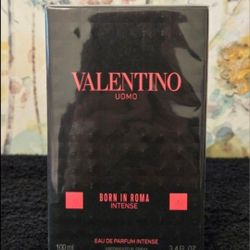 VALENTINO
UOMO
BORN IN ROMA
INTENSE
EAU DE PARFUM INTENSE
100 ml
3.4 FL. OZ